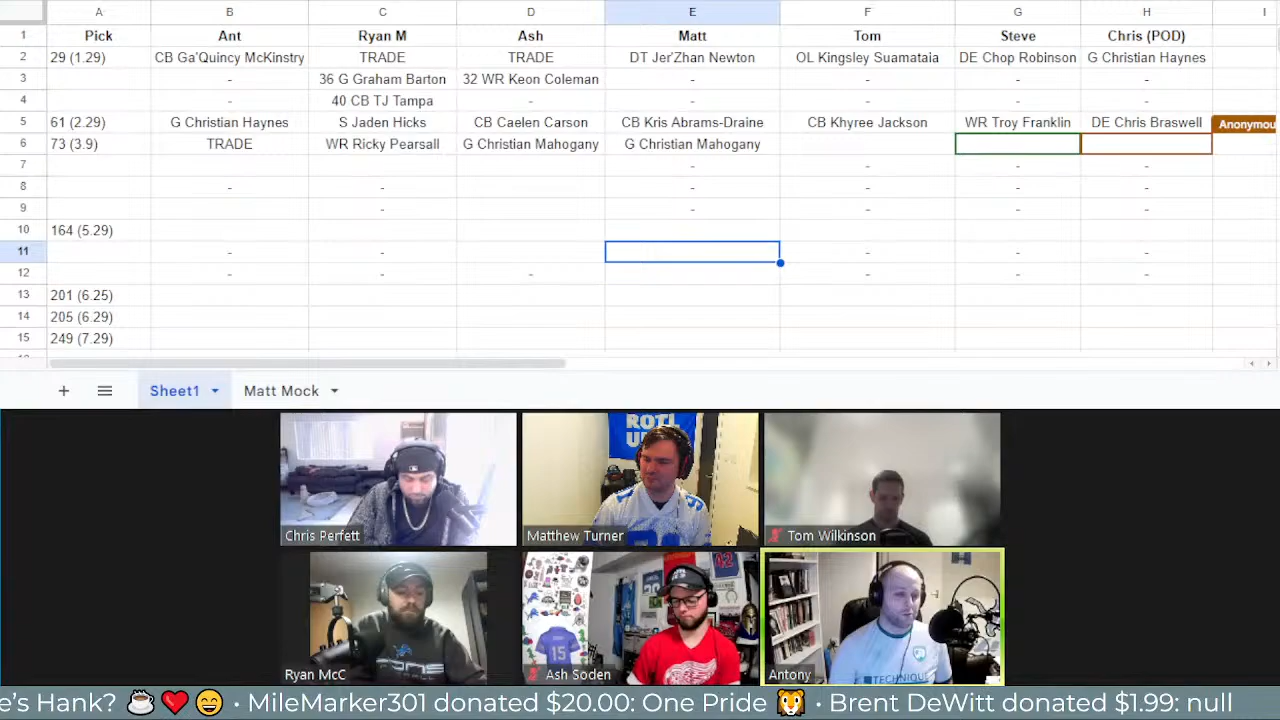 A B C D E F G H I
1 Pick Ant Ryan M Ash Matt Tom Steve Chris (POD)
2 29 (1.29) CB Ga'Quincy McKinstry TRADE TRADE DT Jer'Zhan Newton OL Kingsley Suamataia DE Chop Robinson G Christian Haynes
3 - 36 G Graham Barton 32 WR Keon Coleman - - - -
4 - 40 CB TJ Tampa - - - - -
5 61 (2.29) G Christian Haynes S Jaden Hicks CB Caelen Carson CB Kris Abrams-Draine CB Khyree Jackson WR Troy Franklin DE Chris Braswell Anonymou
6 73 (3.9) TRADE WR Ricky Pearsall G Christian Mahogany G Christian Mahogany
7 - - - -
8 - - - - - -
9 - - - - -
10 164 (5.29)
11 - - - - -
12 - - - - - -
13 201 (6.25)
14 205 (6.29)
15 249 (7.29)
+ Sheet1 Matt Mock
ROTL
Chris Perfett Matthew Turner Tom Wilkinson
42
15
TECHNIQUE
Ryan McC Ash Soden Antony
e's Hank? ☕❤️😄 • MileMarker301 donated $20.00: One Pride 🦁 • Brent DeWitt donated $1.99: null